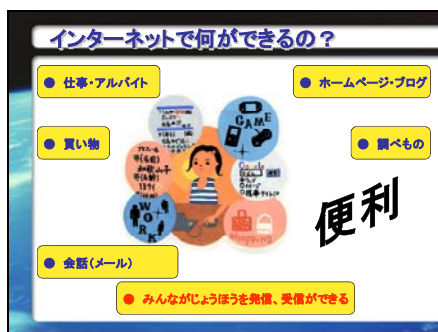 インターネットで何ができるの？
● 仕事・アルバイト
● ホームページ・ブログ
● 買い物
● 調べもの
GAME
WORK
Shopping
便利
● 会話（メール）
● みんながじょうほうを発信、受信ができる